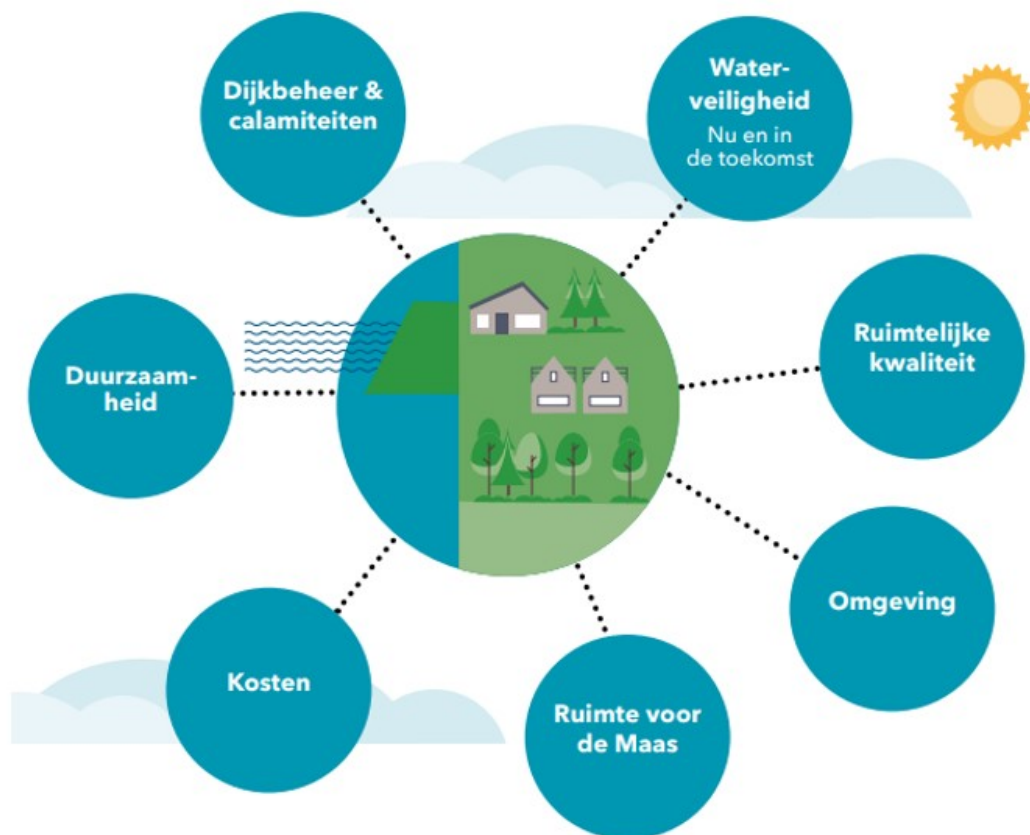 Dijkbeheer &
calamiteiten
Water-
veiligheid
Nu en in
de toekomst
Ruimtelijke
kwaliteit
Duurzaam-
heid
Omgeving
Kosten
Ruimte voor
de Maas